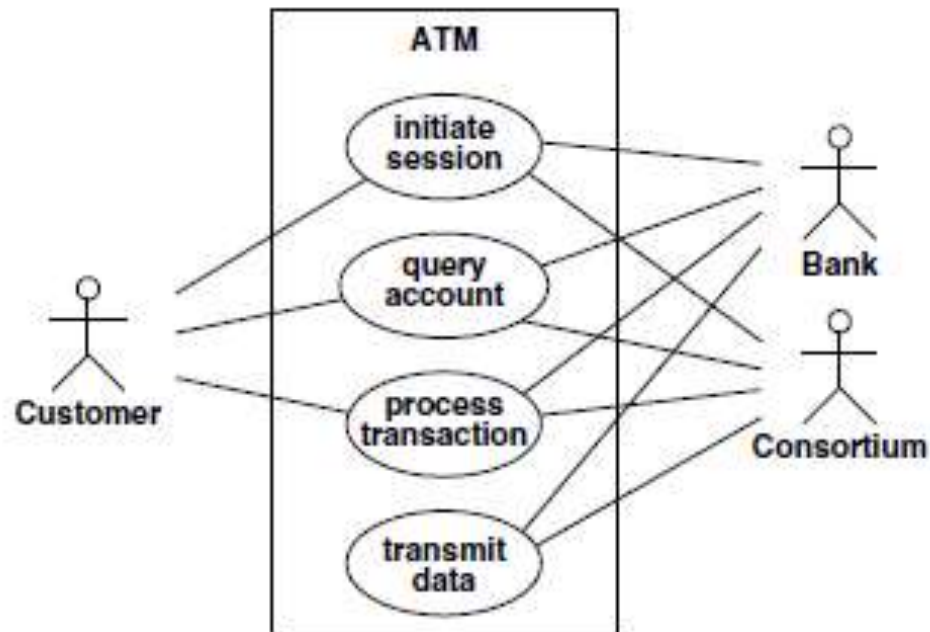 ATM
initiate
session
query
account
process
transaction
transmit
data
Customer
Bank
Consortium